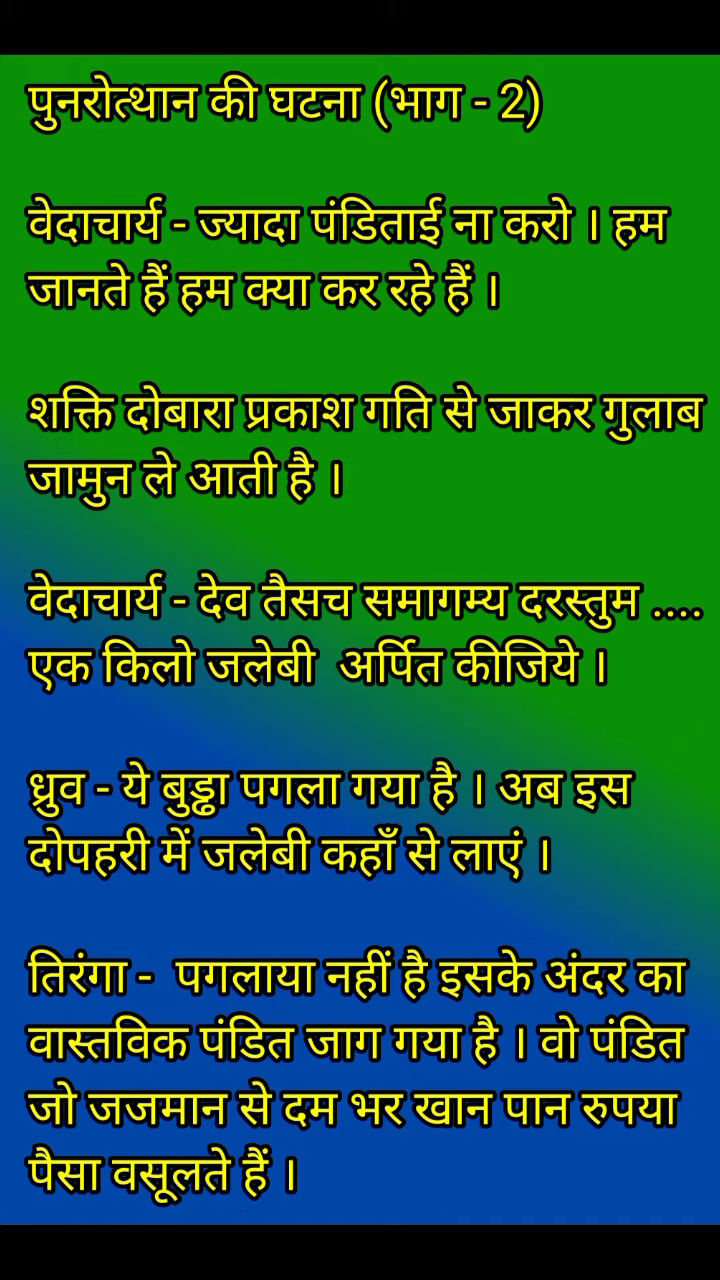 पुनरोत्थान की घटना (भाग - 2)
वेदाचार्य - ज्यादा पंडिताई ना करो । हम
जानते हैं हम क्या कर रहे हैं ।
शक्ति दोबारा प्रकाश गति से जाकर गुलाब
जामुन ले आती है ।
वेदाचार्य - देव तैसच समागम्य दरस्तुम ....
एक किलो जलेबी अर्पित कीजिये ।
ध्रुव - ये बुड्ढा पगला गया है । अब इस
दोपहरी में जलेबी कहाँ से लाएं ।
तिरंगा - पगलाया नहीं है इसके अंदर का
वास्तविक पंडित जाग गया है । वो पंडित
जो जजमान से दम भर खान पान रुपया
पैसा वसूलते हैं ।